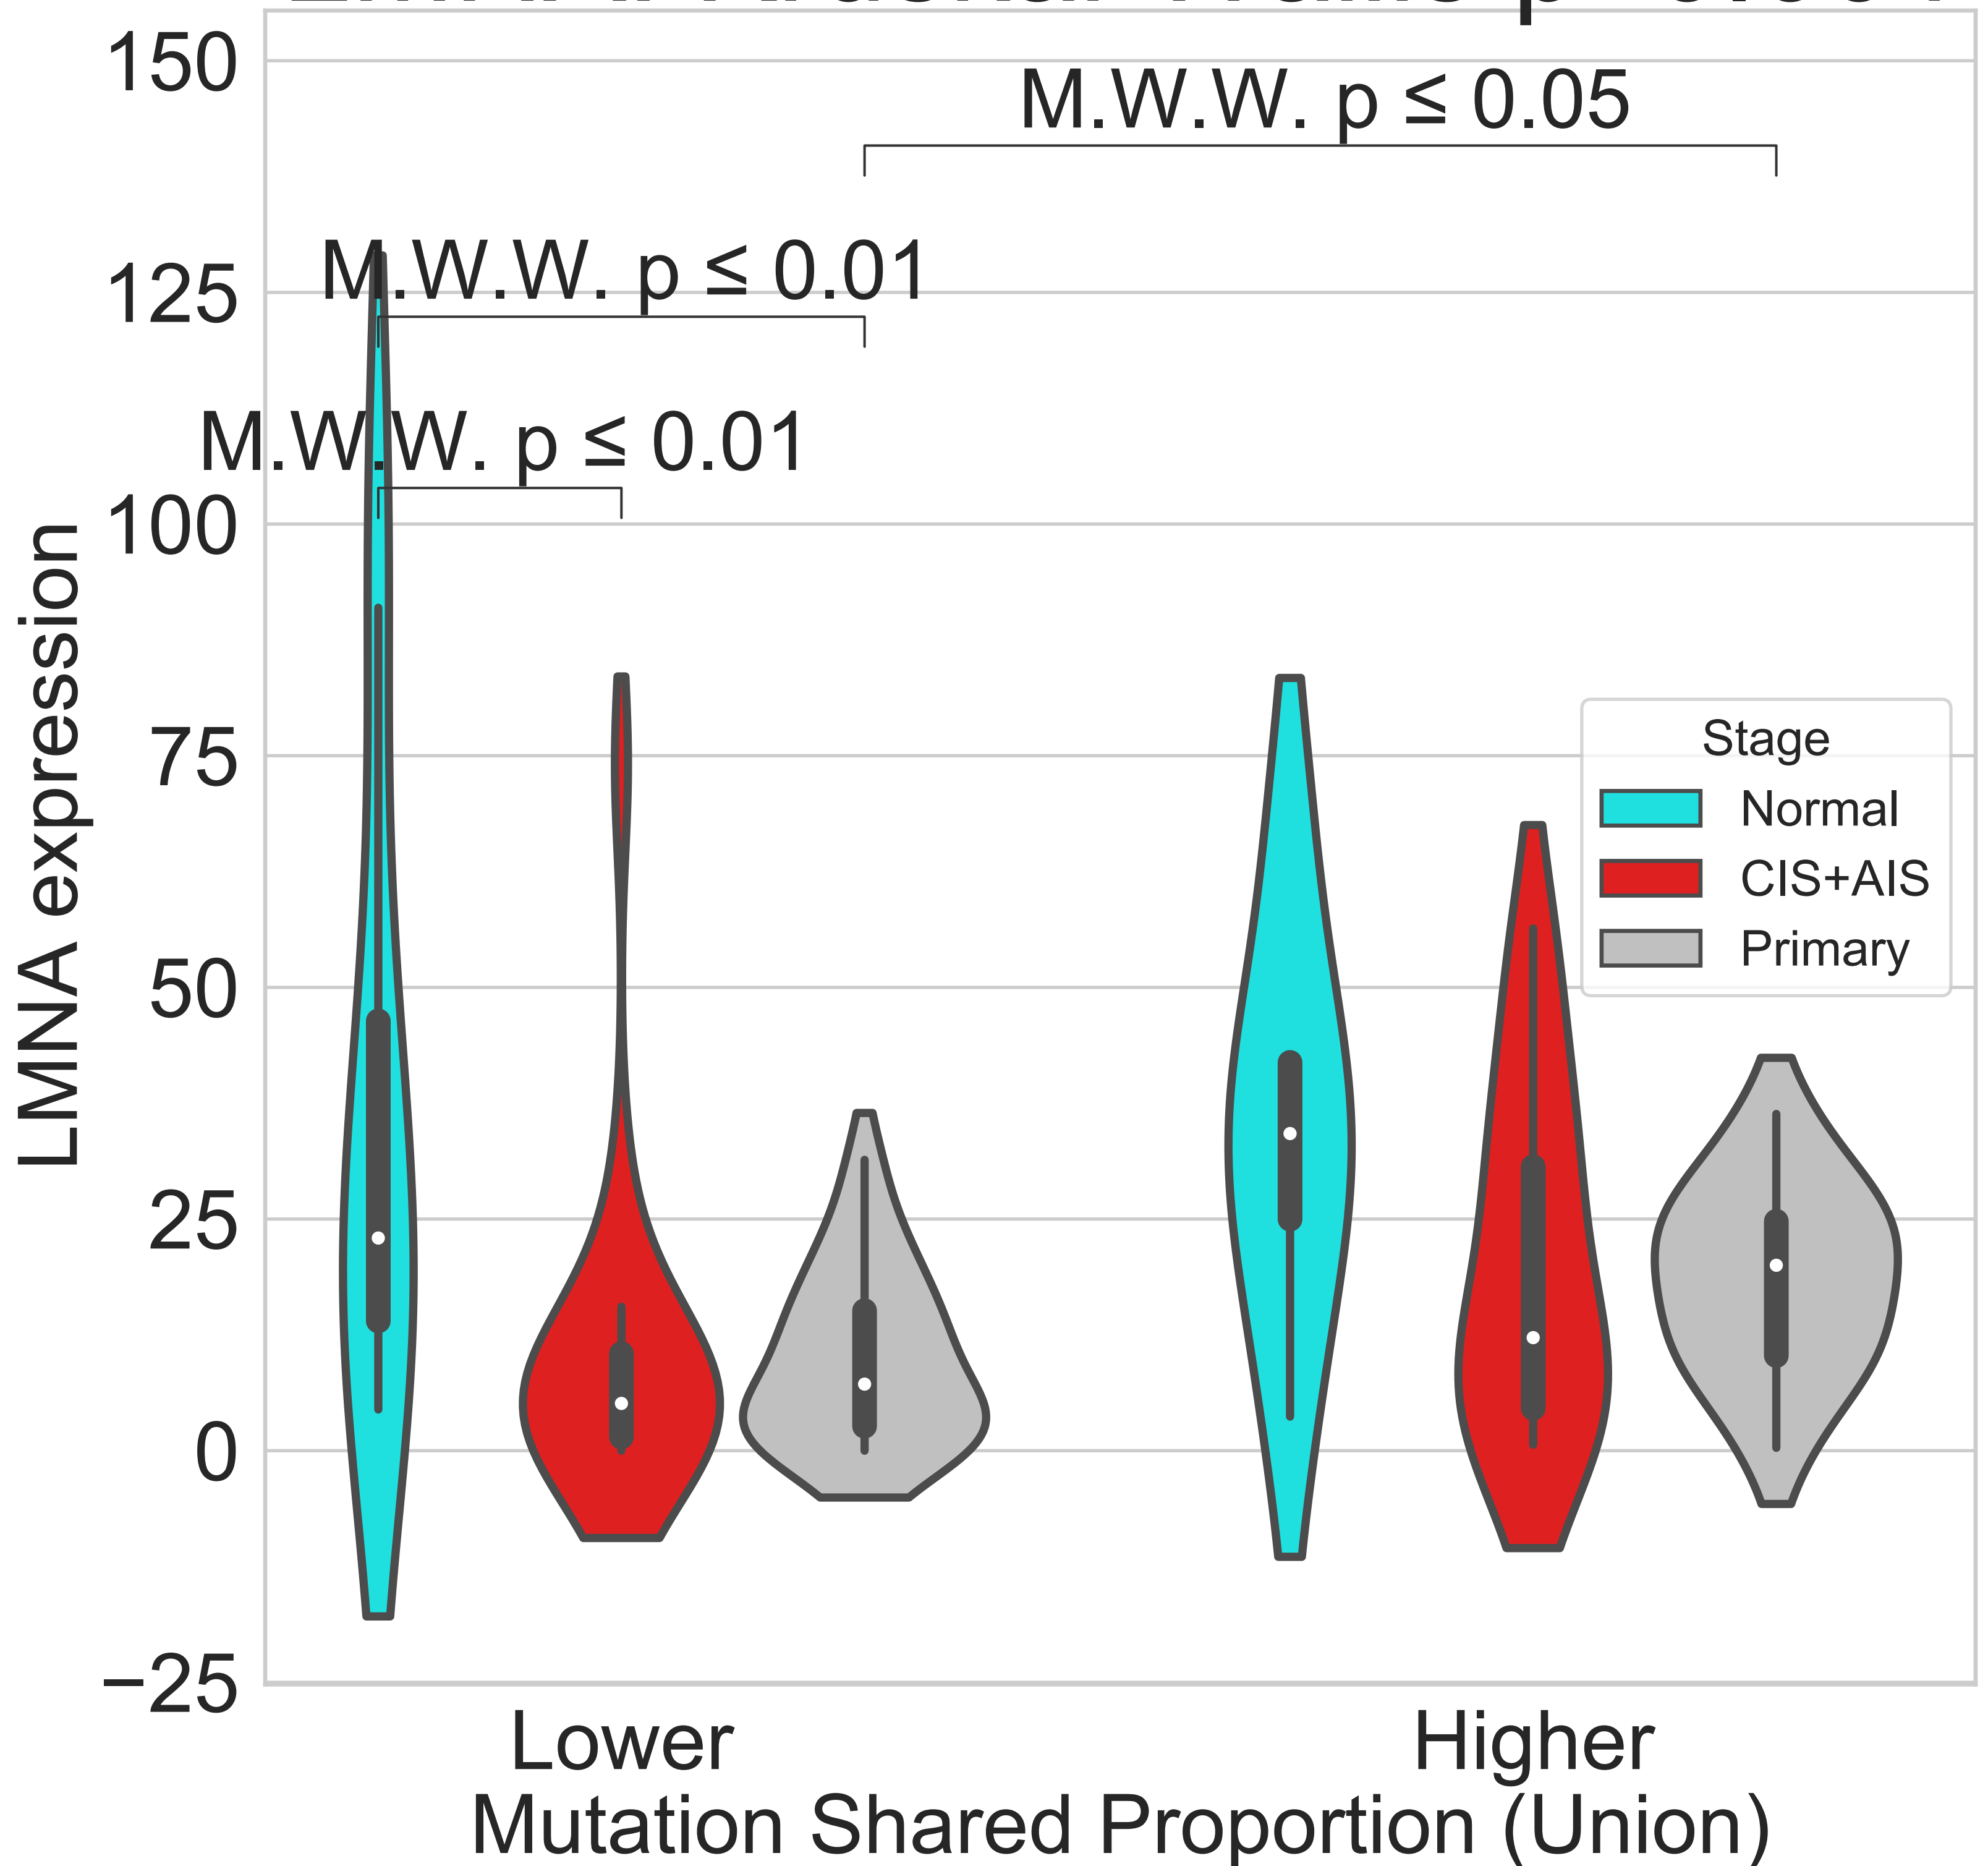 M.W.W. p ≤ 0.05
M.W.W. p ≤ 0.01
M.W.W. p ≤ 0.01
150
125
100
75
50
25
0
−25
LMNA expression
Stage
Normal
CIS+AIS
Primary
Lower
Higher
Mutation Shared Proportion (Union)